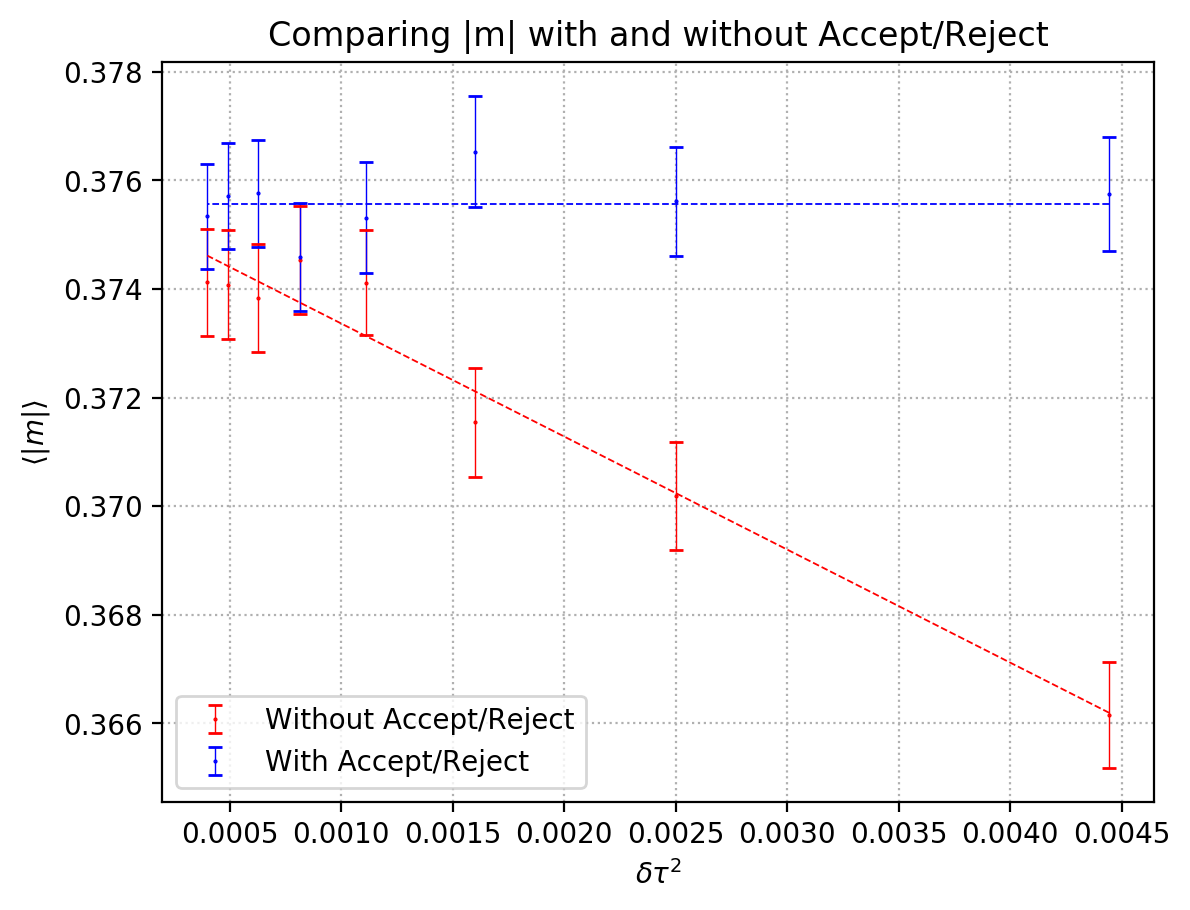 Comparing |m| with and without Accept/Reject
0.378
0.376
0.374
0.372
0.370
0.368
0.366
⟨|m|⟩
Without Accept/Reject
With Accept/Reject
0.0005 0.0010 0.0015 0.0020 0.0025 0.0030 0.0035 0.0040 0.0045
δτ²